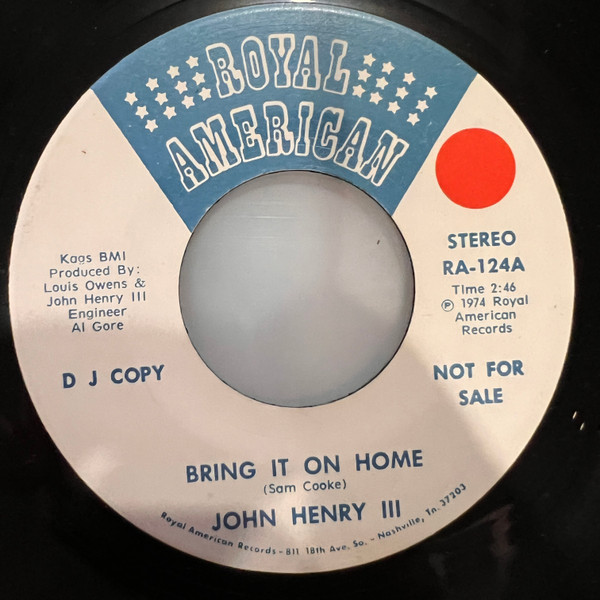 ROYAL
AMERICAN
Kags BMI
Produced By:
Louis Owens &
John Henry III
Engineer
Al Gore
D J COPY
STEREO
RA-124A
Time 2:46
℗ 1974 Royal
American
Records
NOT FOR
SALE
BRING IT ON HOME
(Sam Cooke)
JOHN HENRY III
Royal American Records - 811 18th Ave. So. - Nashville, Tn. 37203